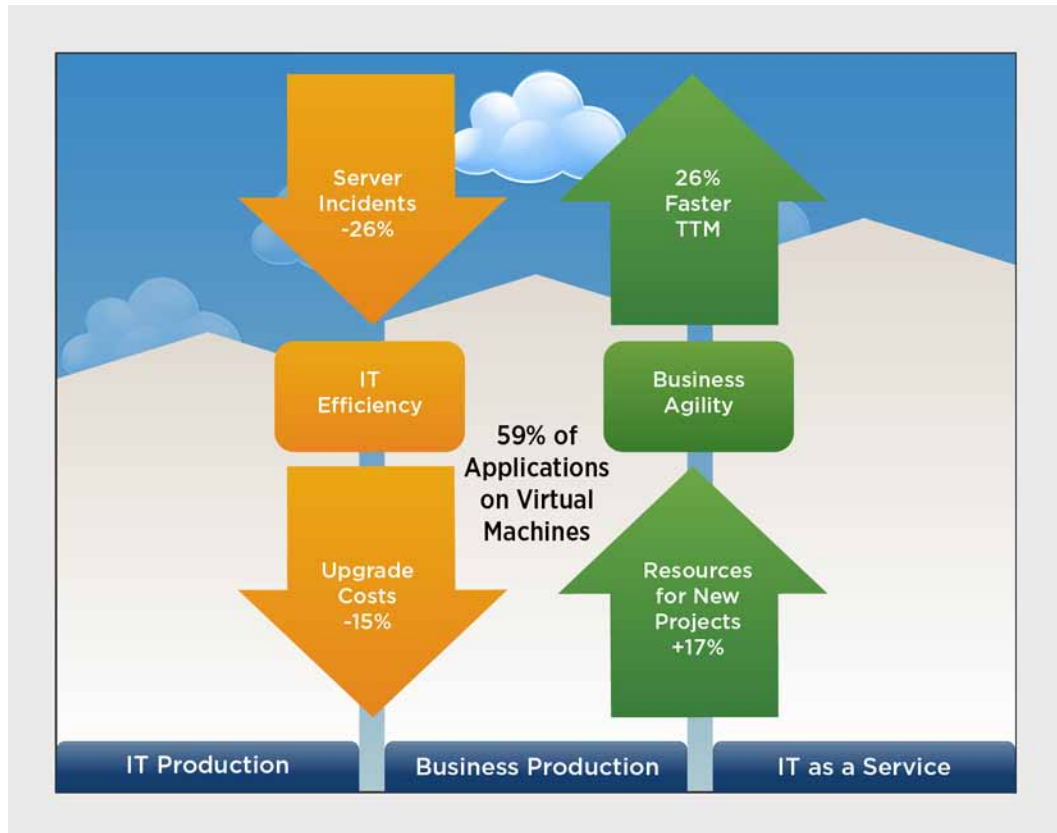 Server
Incidents
-26%
26%
Faster
TTM
IT
Efficiency
Business
Agility
59% of
Applications
on Virtual
Machines
Upgrade
Costs
-15%
Resources
for New
Projects
+17%
IT Production
Business Production
IT as a Service